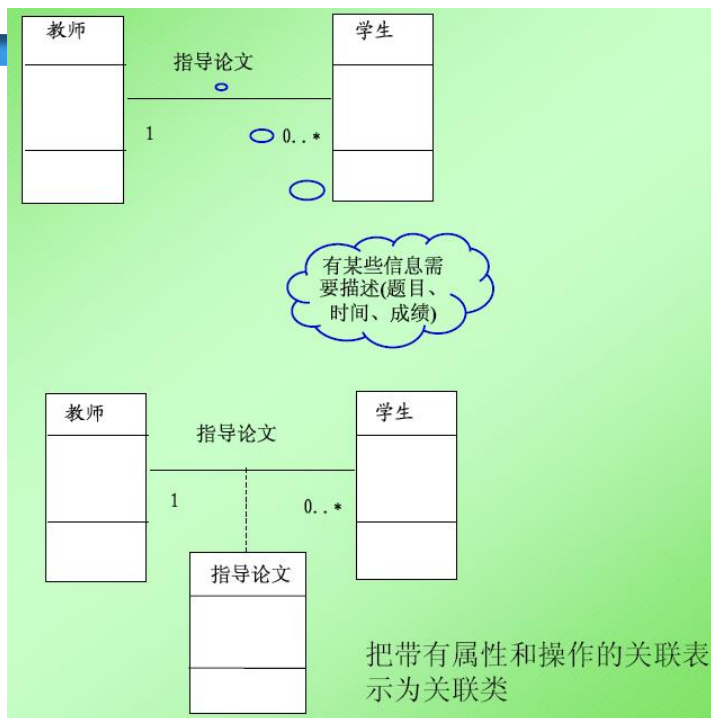 教师
学生
指导论文
1
0..*
有某些信息需
要描述(题目、
时间、成绩)
教师
学生
指导论文
1
0..*
指导论文
把带有属性和操作的关联表
示为关联类